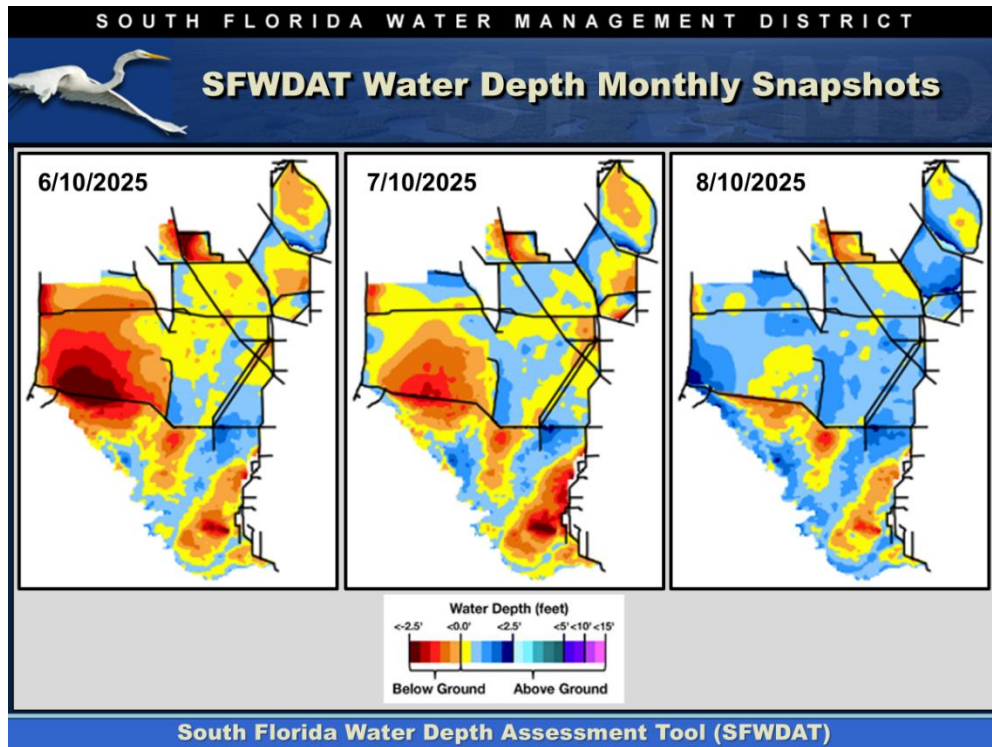 SOUTH FLORIDA WATER MANAGEMENT DISTRICT
SFWDAT Water Depth Monthly Snapshots
6/10/2025
7/10/2025
8/10/2025
Water Depth (feet)
<-2.5' <0.0' <2.5' <5' <10' <15'
Below Ground Above Ground
South Florida Water Depth Assessment Tool (SFWDAT)